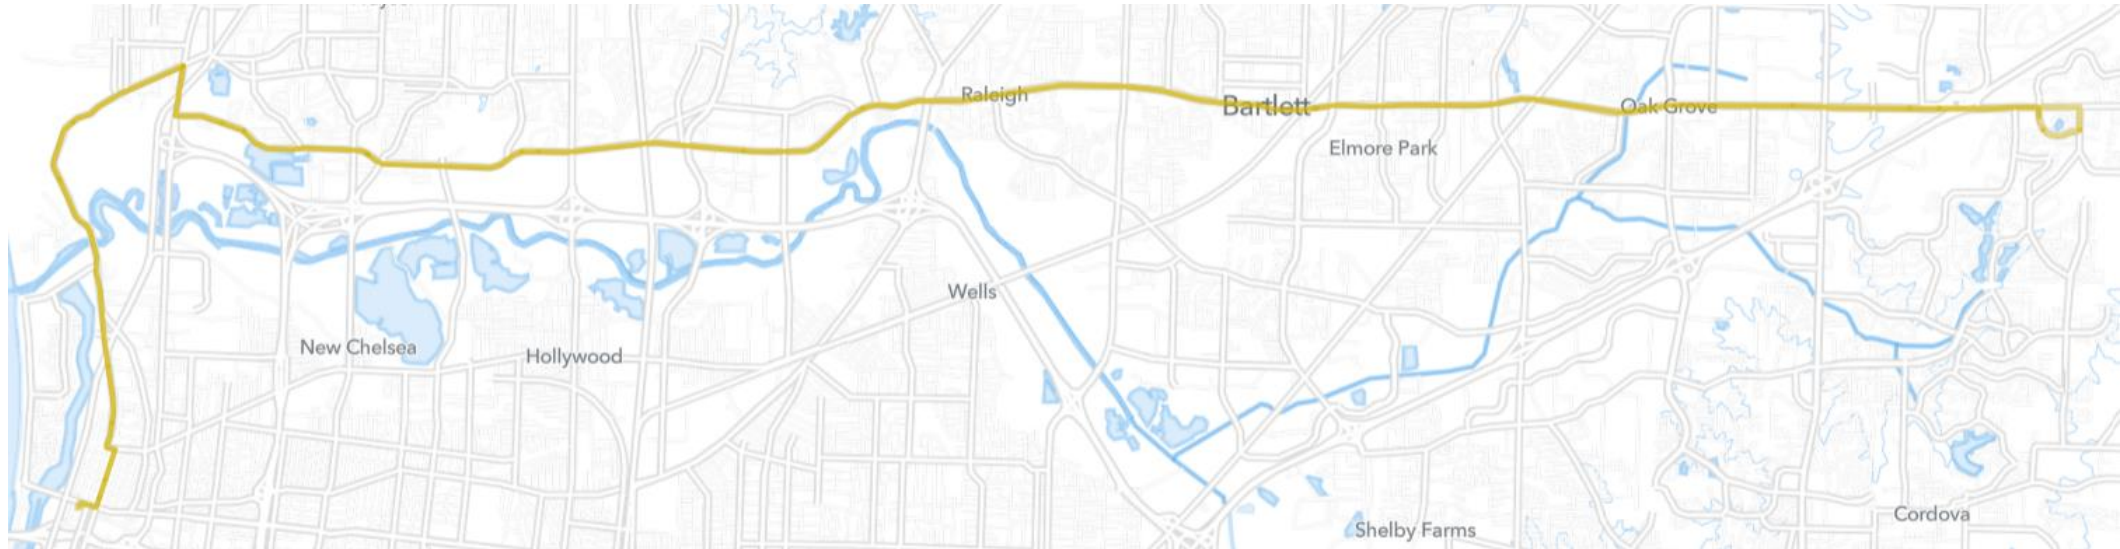 Raleigh
Bartlett
Oak Grove
Elmore Park
Wells
New Chelsea
Hollywood
Cordova
Shelby Farms